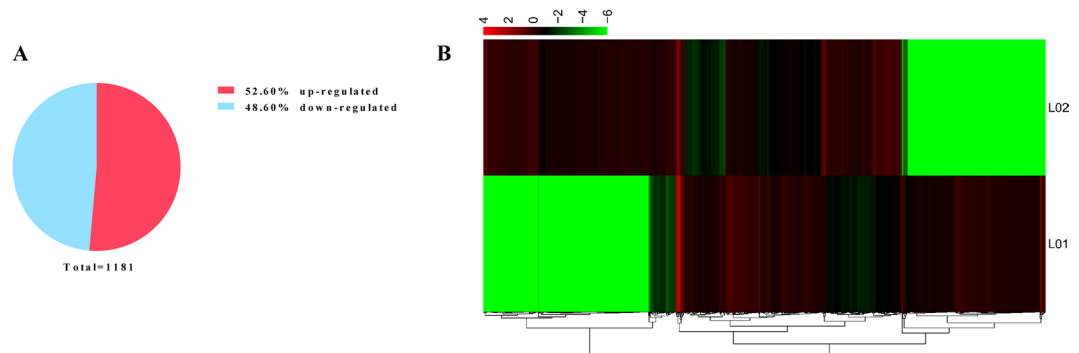 A
52.60% up-regulated
48.60% down-regulated
Total=1181
B
4 2 0 -2 -4 -6
L02
L01